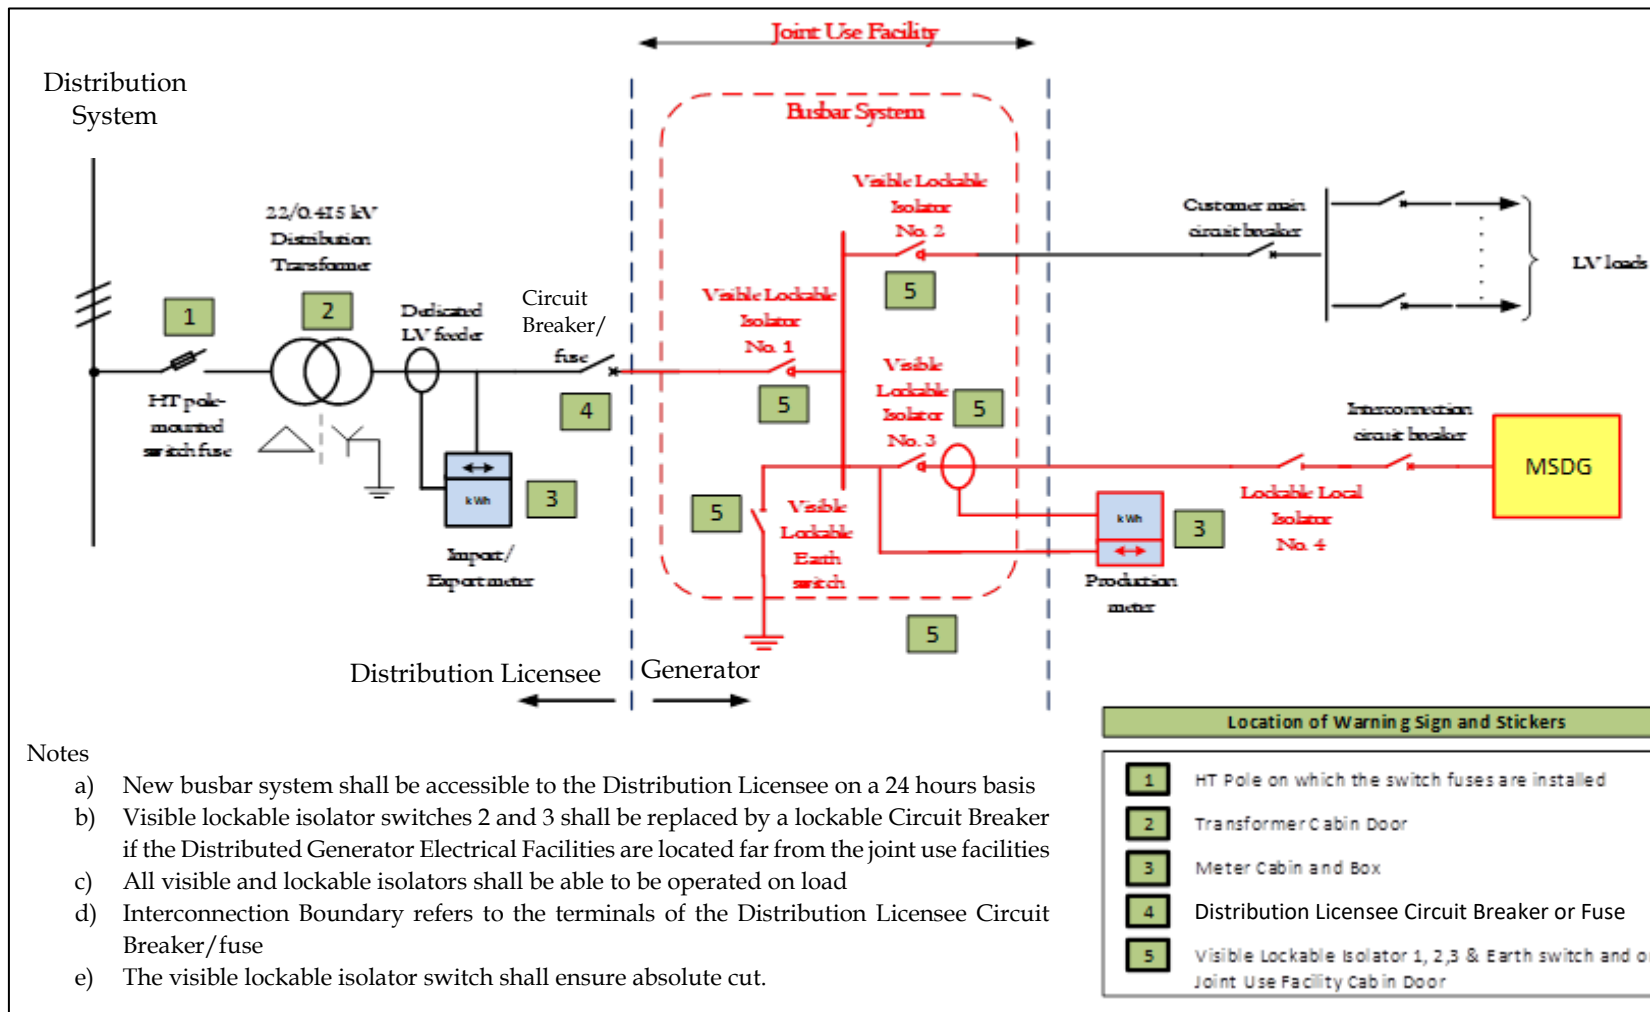 Joint Use Facility
Distribution
System
Busbar System
Visible Lockable
Isolator
No. 2
Customer main
circuit breaker
22/0.415 kV
Distribution
Transformer
LV loads
5
Visible Lockable
Isolator
No. 1
Circuit
Breaker/
fuse
Dedicated
LV feeder
1
2
Visible
Lockable
Isolator
No. 3
5
5
4
HT pole-
mounted
switch fuse
Interconnection
circuit breaker
MSDG
kWh
3
5
Visible
Lockable
Earth
switch
kWh
3
Lockable Local
Isolator
No. 4
Import/
Export meter
Production
meter
5
Distribution Licensee
Generator
Location of Warning Sign and Stickers
1 HT Pole on which the switch fuses are installed
2 Transformer Cabin Door
3 Meter Cabin and Box
4 Distribution Licensee Circuit Breaker or Fuse
5 Visible Lockable Isolator 1, 2,3 & Earth switch and
Joint Use Facility Cabin Door
Notes
a) New busbar system shall be accessible to the Distribution Licensee on a 24 hours basis
b) Visible lockable isolator switches 2 and 3 shall be replaced by a lockable Circuit Breaker
if the Distributed Generator Electrical Facilities are located far from the joint use facilities
c) All visible and lockable isolators shall be able to be operated on load
d) Interconnection Boundary refers to the terminals of the Distribution Licensee Circuit
Breaker/fuse
e) The visible lockable isolator switch shall ensure absolute cut.